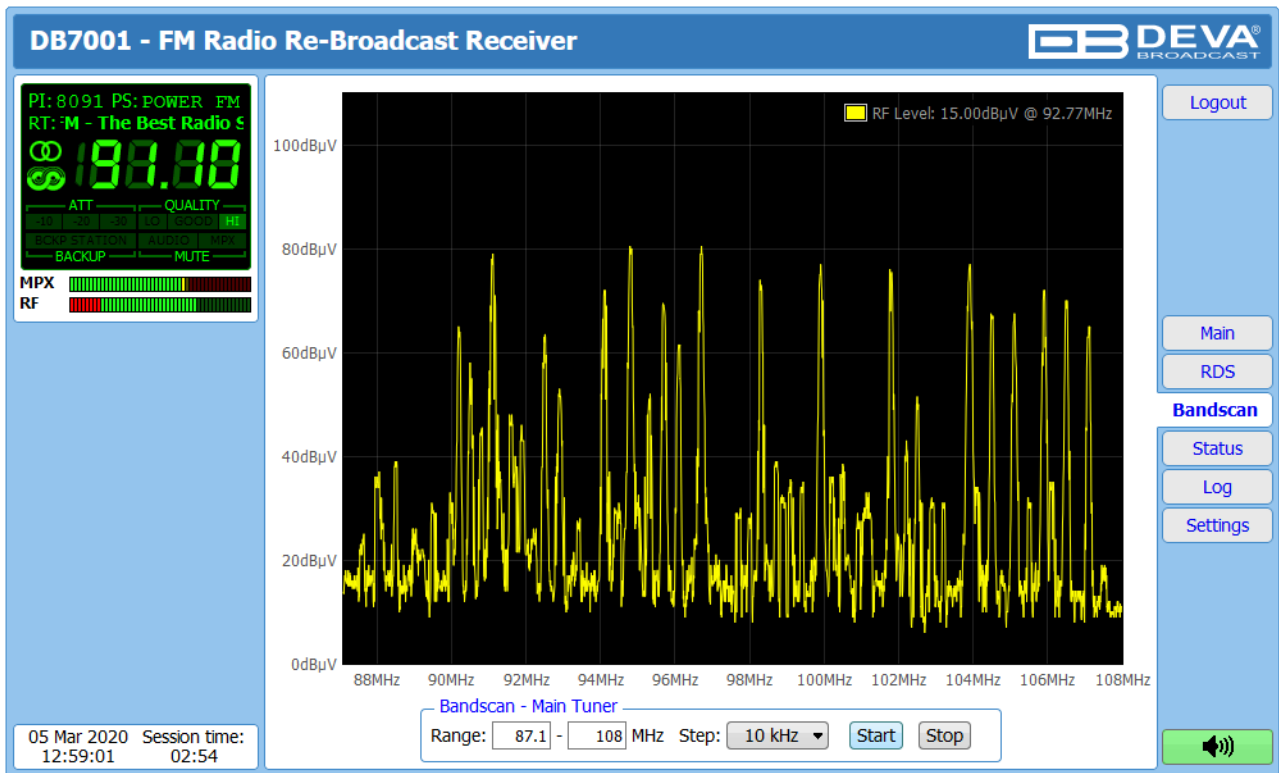 DB7001 - FM Radio Re-Broadcast Receiver
DEVA®
BROADCAST
PI: 8091 PS: POWER FM
RT: FM - The Best Radio S
91.10
ATT QUALITY
-10 -20 -30 LO GOOD HI
BCKP STATION AUDIO MPX
BACKUP MUTE
MPX
RF
RF Level: 15.00dBµV @ 92.77MHz
100dBµV
80dBµV
60dBµV
40dBµV
20dBµV
0dBµV
88MHz 90MHz 92MHz 94MHz 96MHz 98MHz 100MHz 102MHz 104MHz 106MHz 108MHz
Bandscan - Main Tuner
Range: 87.1 - 108 MHz Step: 10 kHz Start Stop
Logout
Main
RDS
Bandscan
Status
Log
Settings
05 Mar 2020 Session time:
12:59:01 02:54